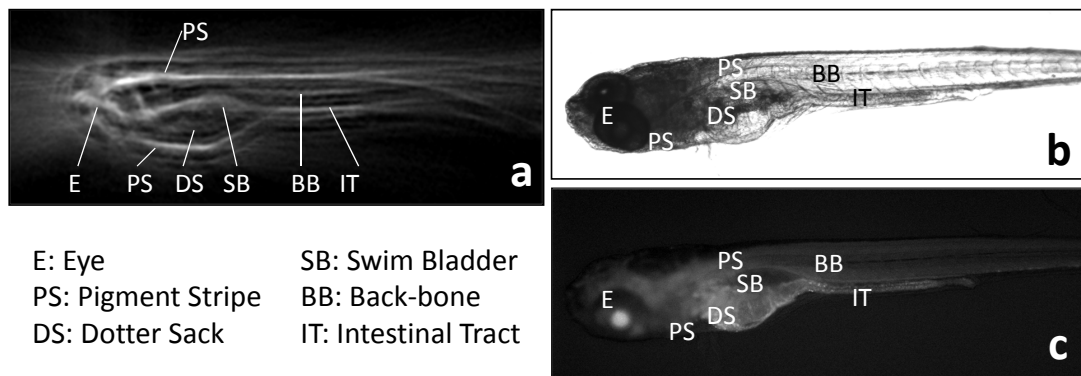 PS
E PS DS SB BB IT a
PS BB
SB
IT
E DS
PS
b
E: Eye SB: Swim Bladder
PS: Pigment Stripe BB: Back-bone
DS: Dotter Sack IT: Intestinal Tract
PS BB
SB
E IT
DS
PS
c